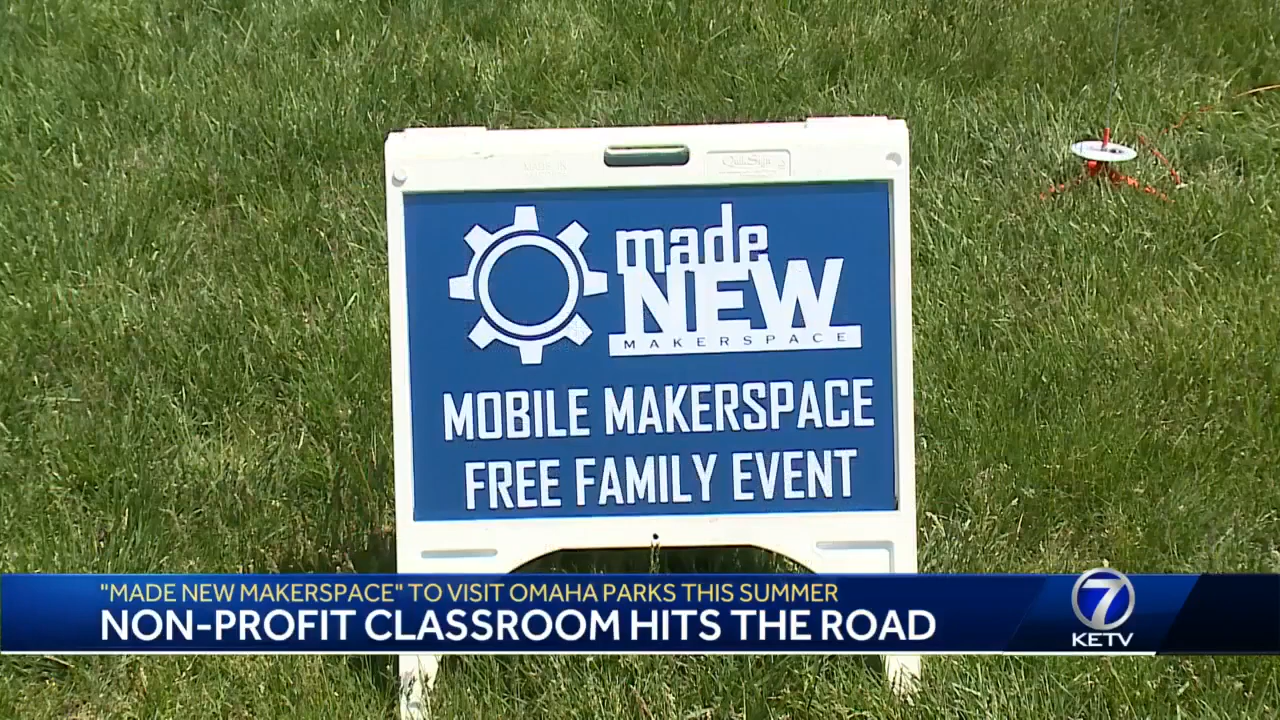 QuikSign
made
NEW
MAKERSPACE
MOBILE MAKERSPACE
FREE FAMILY EVENT
"MADE NEW MAKERSPACE" TO VISIT OMAHA PARKS THIS SUMMER
NON-PROFIT CLASSROOM HITS THE ROAD
7
KETV